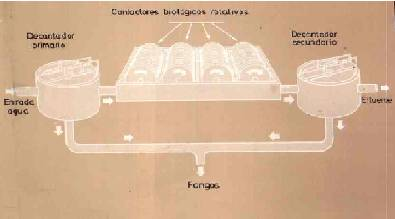 Contactores biológicos rotativos
Decantador
primario
Decantador
secundario
Entrada
agua
Efluente
Fangos